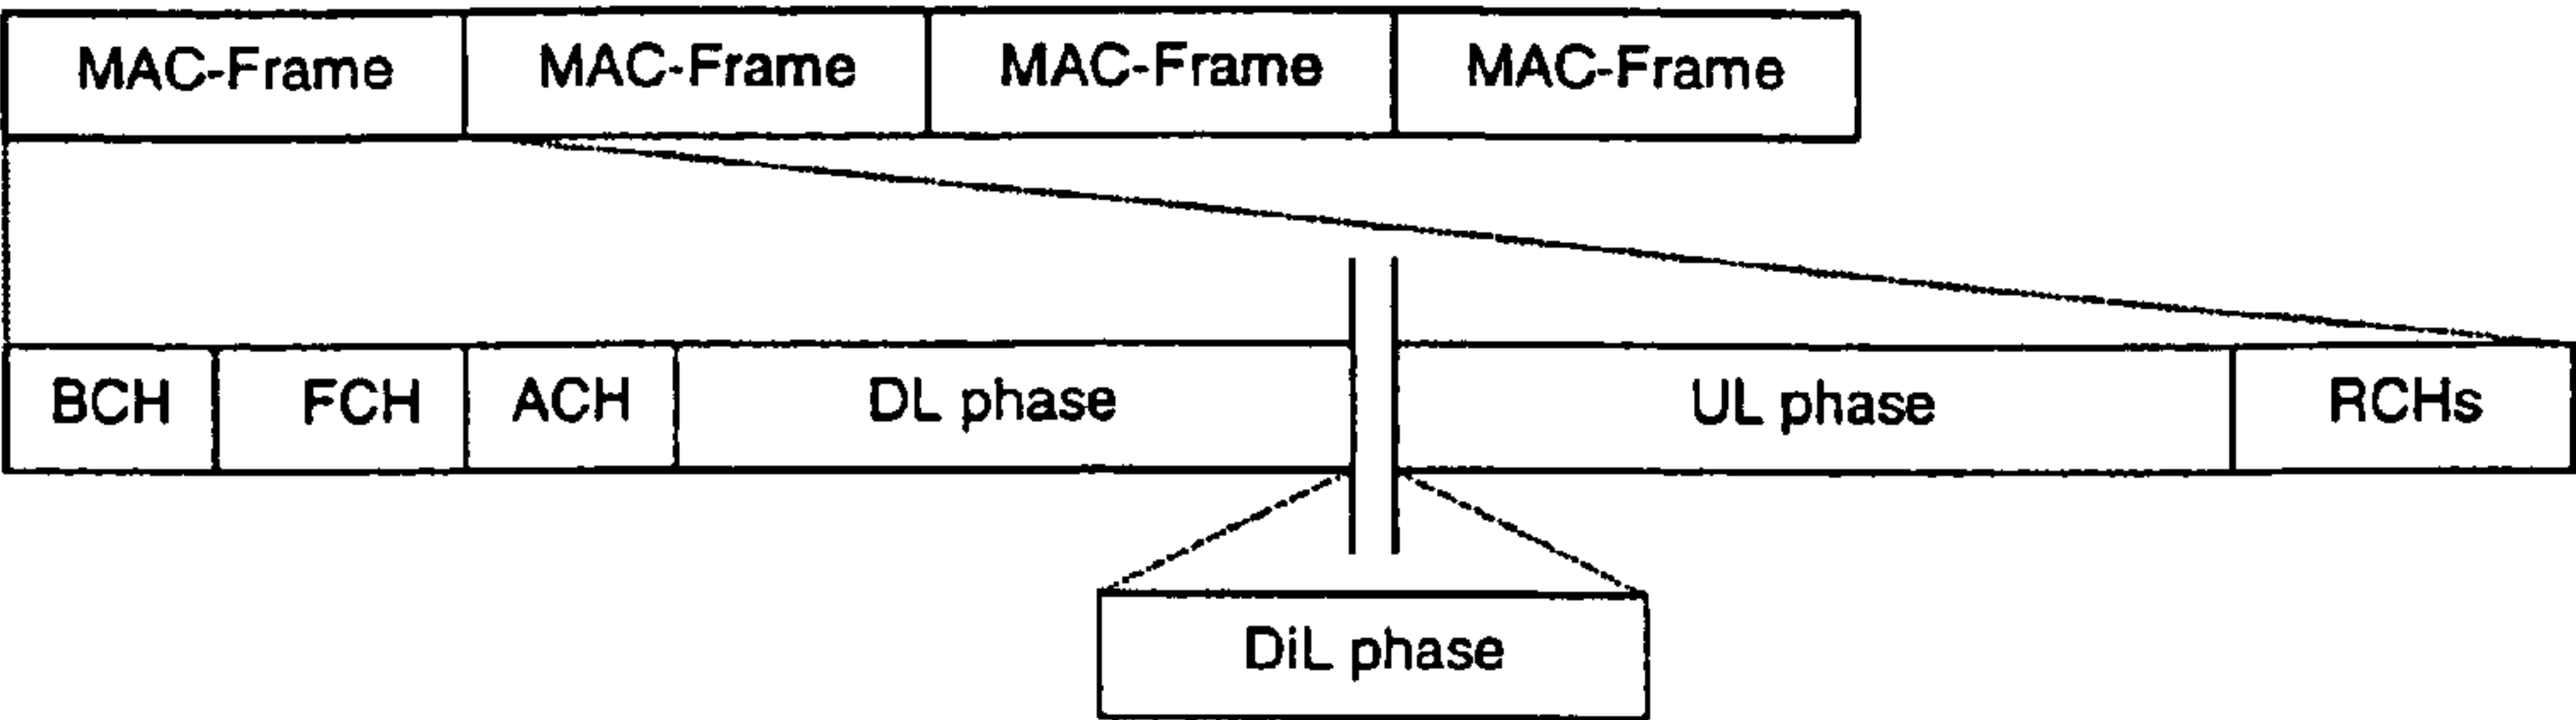 MAC-Frame MAC-Frame MAC-Frame MAC-Frame
BCH FCH ACH DL phase UL phase RCHs
DiL phase